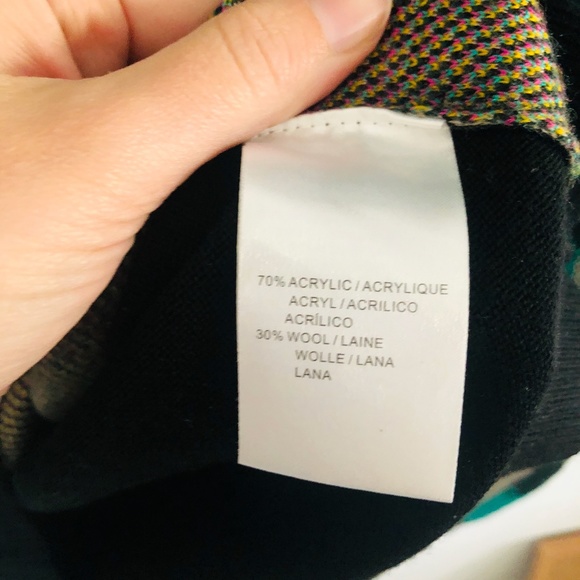 70% ACRYLIC / ACRYLIQUE
ACRYL / ACRILICO
ACRÍLICO
30% WOOL / LAINE
WOLLE / LANA
LANA